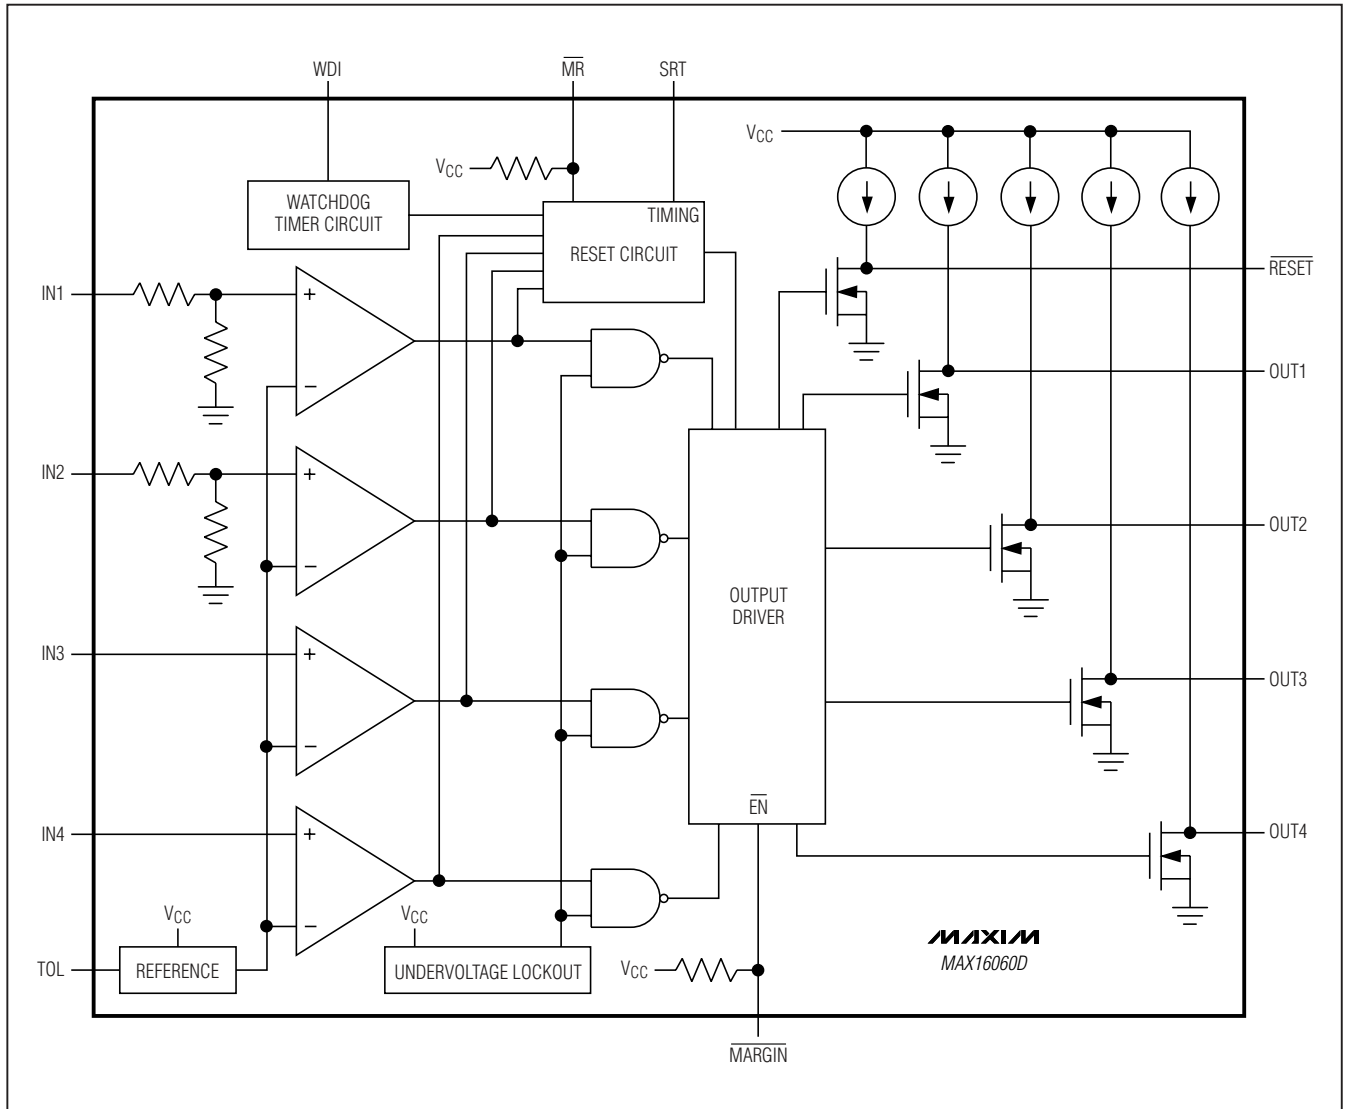 WDI
MR
SRT
VCC
VCC
WATCHDOG
TIMER CIRCUIT
TIMING
RESET CIRCUIT
RESET
IN1
+
−
OUT1
IN2
+
−
OUT2
OUTPUT
DRIVER
IN3
+
−
OUT3
EN
IN4
+
−
OUT4
VCC
VCC
MAXIM
MAX16060D
TOL
REFERENCE
UNDERVOLTAGE LOCKOUT
VCC
MARGIN